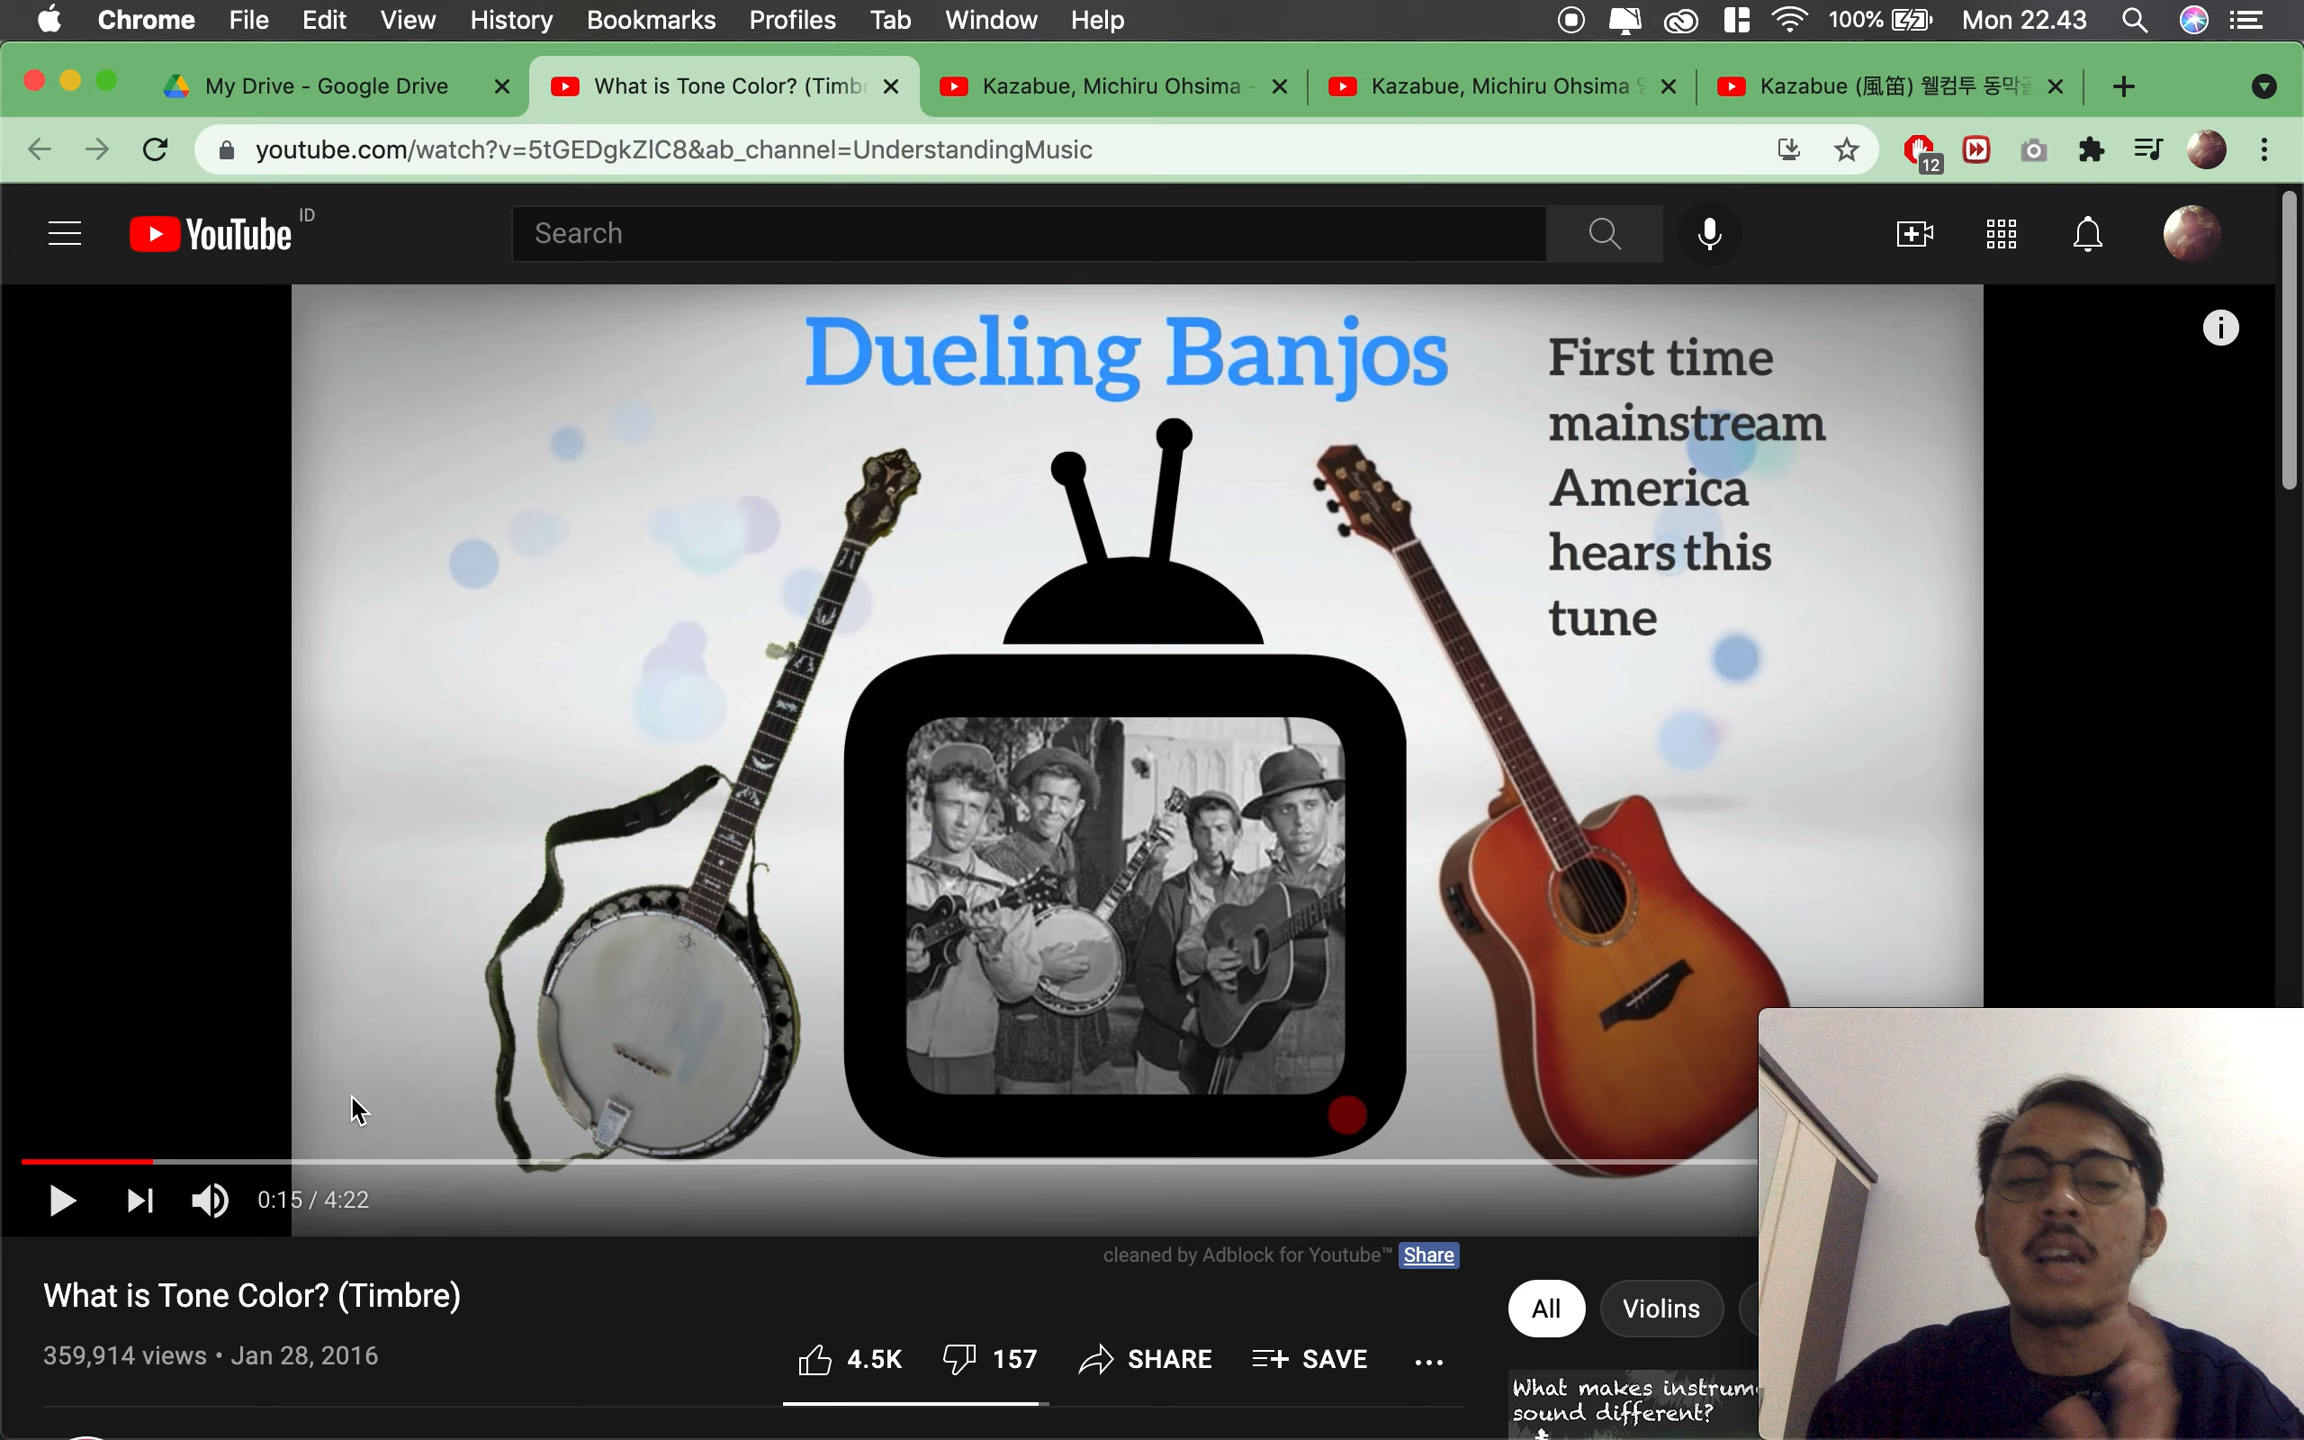 Chrome File Edit View History Bookmarks Profiles Tab Window Help 100% Mon 22.43
My Drive - Google Drive
What is Tone Color? (Timbr
Kazabue, Michiru Ohsima -
Kazabue, Michiru Ohsima
Kazabue (風笛) 웰컴투 동막골
youtube.com/watch?v=5tGEDgkZlC8&ab_channel=UnderstandingMusic
12
YouTube ID
Search
Dueling Banjos
First time
mainstream
America
hears this
tune
0:15 / 4:22
cleaned by Adblock for Youtube™ Share
What is Tone Color? (Timbre)
All Violins
359,914 views • Jan 28, 2016
4.5K 157 SHARE SAVE
What makes instrum
sound different?